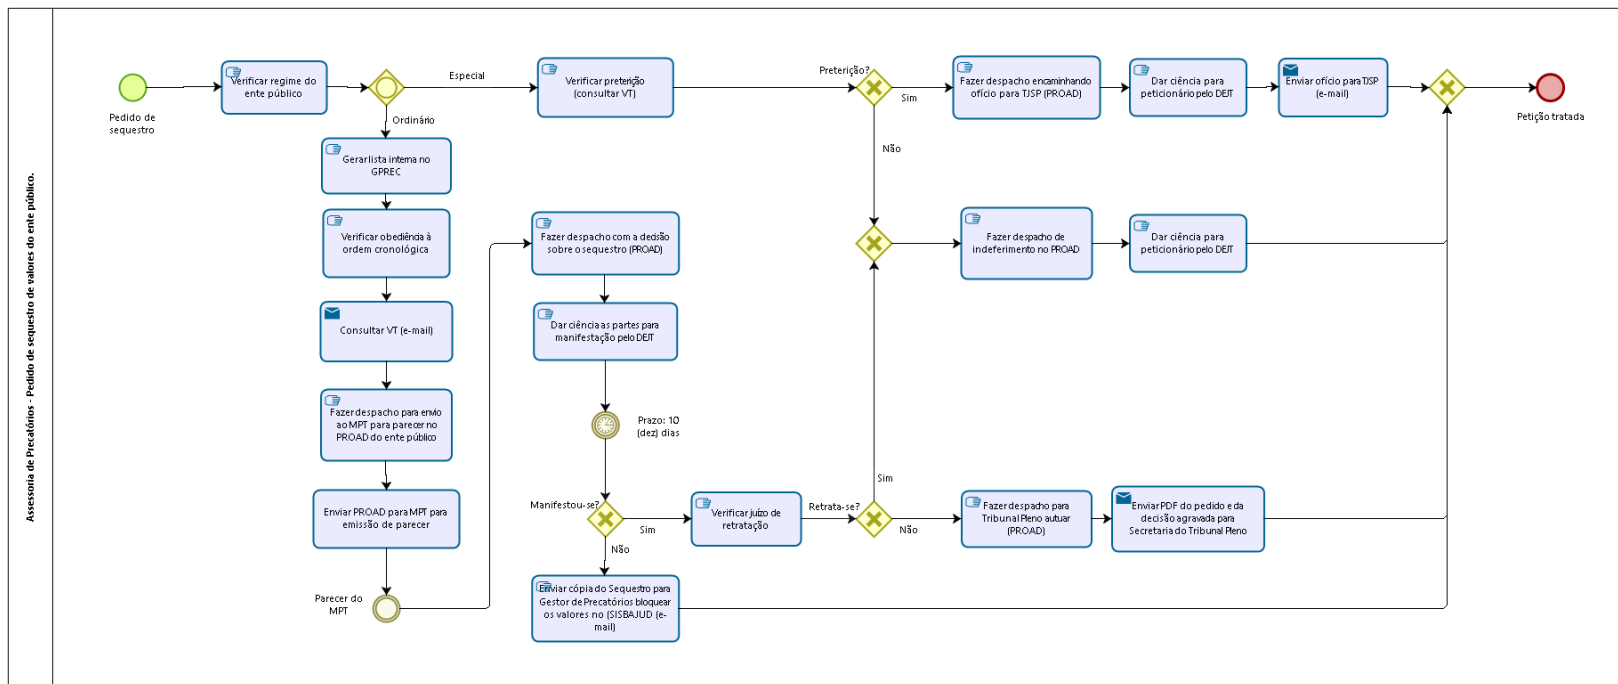 Assessoria de Precatórios - Pedido de sequestro de valores do ente público.
Pedido de
sequestro
Verificar regime do
ente público
Especial
Ordinário
Verificar preterição
(consultar VT)
Preterição?
Sim
Não
Fazer despacho encaminhando
ofício para TJSP (PROAD)
Dar ciência para
peticionário pelo DEJT
Enviar ofício para TJSP
(e-mail)
Petição tratada
Gerar lista interna no
GPREC
Verificar obediência à
ordem cronológica
Consultar VT (e-mail)
Fazer despacho para envio
ao MPT para parecer no
PROAD do ente público
Enviar PROAD para MPT para
emissão de parecer
Parecer do
MPT
Fazer despacho com a decisão
sobre o sequestro (PROAD)
Dar ciência as partes para
manifestação pelo DEJT
Prazo: 10
(dez) dias
Manifestou-se?
Sim
Não
Enviar cópia do Sequestro para
Gestor de Precatórios bloquear
os valores no (SISBAJUD (e-
mail)
Verificar juízo de
retratação
Retrata-se?
Sim
Não
Fazer despacho de
indeferimento no PROAD
Dar ciência para
peticionário pelo DEJT
Fazer despacho para
Tribunal Pleno autuar
(PROAD)
Enviar PDF do pedido e da
decisão agravada para
Secretaria do Tribunal Pleno